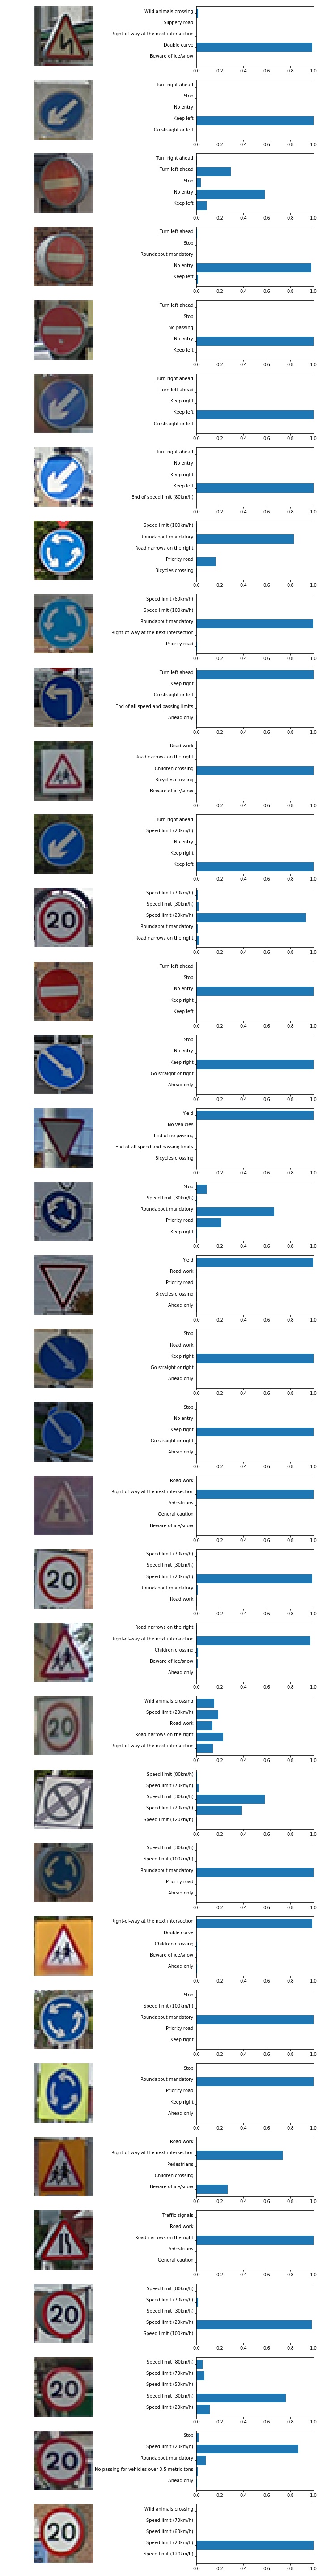 Wild animals crossing
Slippery road
Right-of-way at the next intersection
Double curve
Beware of ice/snow
0.0 0.2 0.4 0.6 0.8 1.0
Turn right ahead
Stop
No entry
Keep left
Go straight or left
0.0 0.2 0.4 0.6 0.8 1.0
Turn right ahead
Turn left ahead
Stop
No entry
Keep left
0.0 0.2 0.4 0.6 0.8 1.0
Turn left ahead
Stop
Roundabout mandatory
No entry
Keep left
0.0 0.2 0.4 0.6 0.8 1.0
Turn left ahead
Stop
No passing
No entry
Keep left
0.0 0.2 0.4 0.6 0.8 1.0
Turn right ahead
Turn left ahead
Keep right
Keep left
Go straight or left
0.0 0.2 0.4 0.6 0.8 1.0
Turn right ahead
No entry
Keep right
Keep left
End of speed limit (80km/h)
0.0 0.2 0.4 0.6 0.8 1.0
Speed limit (100km/h)
Roundabout mandatory
Road narrows on the right
Priority road
Bicycles crossing
0.0 0.2 0.4 0.6 0.8 1.0
Speed limit (60km/h)
Speed limit (100km/h)
Roundabout mandatory
Right-of-way at the next intersection
Priority road
0.0 0.2 0.4 0.6 0.8 1.0
Turn left ahead
Keep right
Go straight or left
End of all speed and passing limits
Ahead only
0.0 0.2 0.4 0.6 0.8 1.0
Road work
Road narrows on the right
Children crossing
Bicycles crossing
Beware of ice/snow
0.0 0.2 0.4 0.6 0.8 1.0
Turn right ahead
Speed limit (20km/h)
No entry
Keep right
Keep left
0.0 0.2 0.4 0.6 0.8 1.0
20
Speed limit (70km/h)
Speed limit (30km/h)
Speed limit (20km/h)
Roundabout mandatory
Road narrows on the right
0.0 0.2 0.4 0.6 0.8 1.0
Turn left ahead
Stop
No entry
Keep right
Keep left
0.0 0.2 0.4 0.6 0.8 1.0
Stop
No entry
Keep right
Go straight or right
Ahead only
0.0 0.2 0.4 0.6 0.8 1.0
Yield
No vehicles
End of no passing
End of all speed and passing limits
Bicycles crossing
0.0 0.2 0.4 0.6 0.8 1.0
Stop
Speed limit (30km/h)
Roundabout mandatory
Priority road
Keep right
0.0 0.2 0.4 0.6 0.8 1.0
Yield
Road work
Priority road
Bicycles crossing
Ahead only
0.0 0.2 0.4 0.6 0.8 1.0
Stop
Road work
Keep right
Go straight or right
Ahead only
0.0 0.2 0.4 0.6 0.8 1.0
Stop
No entry
Keep right
Go straight or right
Ahead only
0.0 0.2 0.4 0.6 0.8 1.0
Road work
Right-of-way at the next intersection
Pedestrians
General caution
Beware of ice/snow
0.0 0.2 0.4 0.6 0.8 1.0
20
Speed limit (70km/h)
Speed limit (30km/h)
Speed limit (20km/h)
Roundabout mandatory
Road work
0.0 0.2 0.4 0.6 0.8 1.0
Road narrows on the right
Right-of-way at the next intersection
Children crossing
Beware of ice/snow
Ahead only
0.0 0.2 0.4 0.6 0.8 1.0
20
Wild animals crossing
Speed limit (20km/h)
Road work
Road narrows on the right
Right-of-way at the next intersection
0.0 0.2 0.4 0.6 0.8 1.0
Speed limit (80km/h)
Speed limit (70km/h)
Speed limit (30km/h)
Speed limit (20km/h)
Speed limit (120km/h)
0.0 0.2 0.4 0.6 0.8 1.0
Speed limit (30km/h)
Speed limit (100km/h)
Roundabout mandatory
Priority road
Ahead only
0.0 0.2 0.4 0.6 0.8 1.0
Right-of-way at the next intersection
Double curve
Children crossing
Beware of ice/snow
Ahead only
0.0 0.2 0.4 0.6 0.8 1.0
Stop
Speed limit (100km/h)
Roundabout mandatory
Priority road
Keep right
0.0 0.2 0.4 0.6 0.8 1.0
Stop
Roundabout mandatory
Priority road
Keep right
Ahead only
0.0 0.2 0.4 0.6 0.8 1.0
Road work
Right-of-way at the next intersection
Pedestrians
Children crossing
Beware of ice/snow
0.0 0.2 0.4 0.6 0.8 1.0
Traffic signals
Road work
Road narrows on the right
Pedestrians
General caution
0.0 0.2 0.4 0.6 0.8 1.0
20
Speed limit (80km/h)
Speed limit (70km/h)
Speed limit (30km/h)
Speed limit (20km/h)
Speed limit (100km/h)
0.0 0.2 0.4 0.6 0.8 1.0
20
Speed limit (80km/h)
Speed limit (70km/h)
Speed limit (50km/h)
Speed limit (30km/h)
Speed limit (20km/h)
0.0 0.2 0.4 0.6 0.8 1.0
20
Stop
Speed limit (20km/h)
Roundabout mandatory
No passing for vehicles over 3.5 metric tons
Ahead only
0.0 0.2 0.4 0.6 0.8 1.0
20
Wild animals crossing
Speed limit (70km/h)
Speed limit (60km/h)
Speed limit (20km/h)
Speed limit (120km/h)
0.0 0.2 0.4 0.6 0.8 1.0